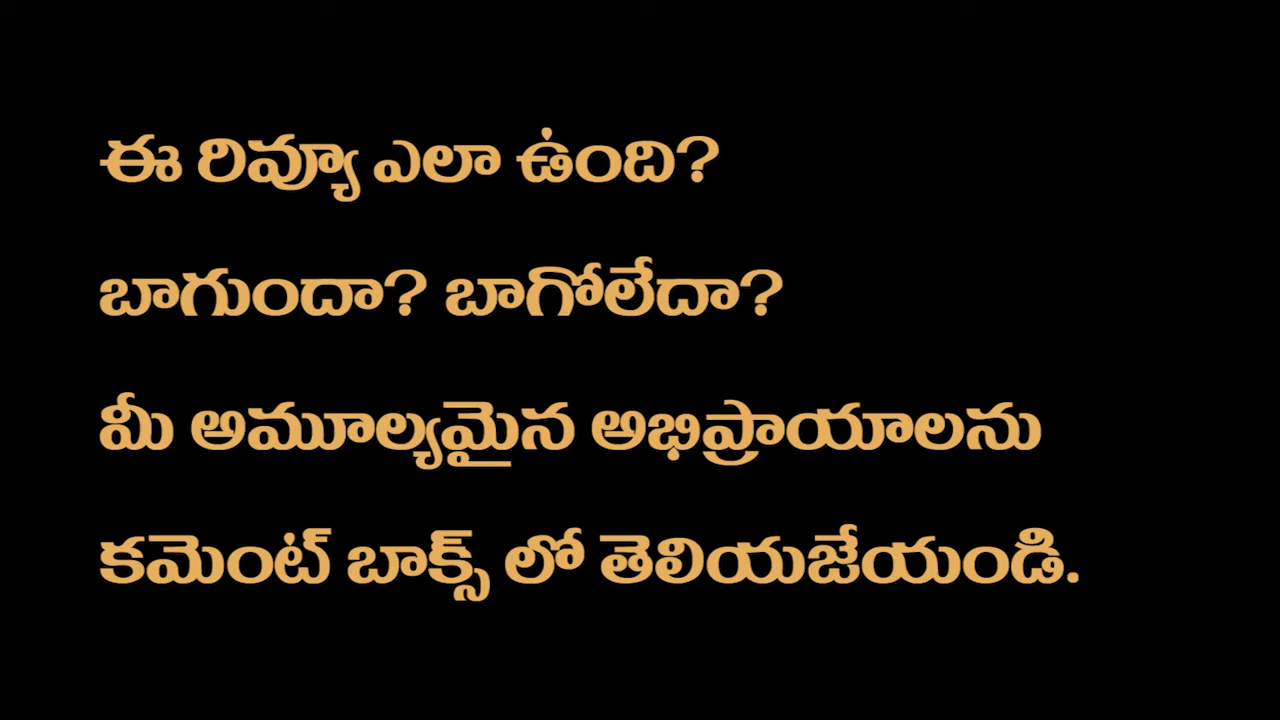 ఈ రివ్యూ ఎలా ఉంది?
బాగుందా? బాగోలేదా?
మీ అమూల్యమైన అభిప్రాయాలను
కమెంట్ బాక్స్ లో తెలియజేయండి.